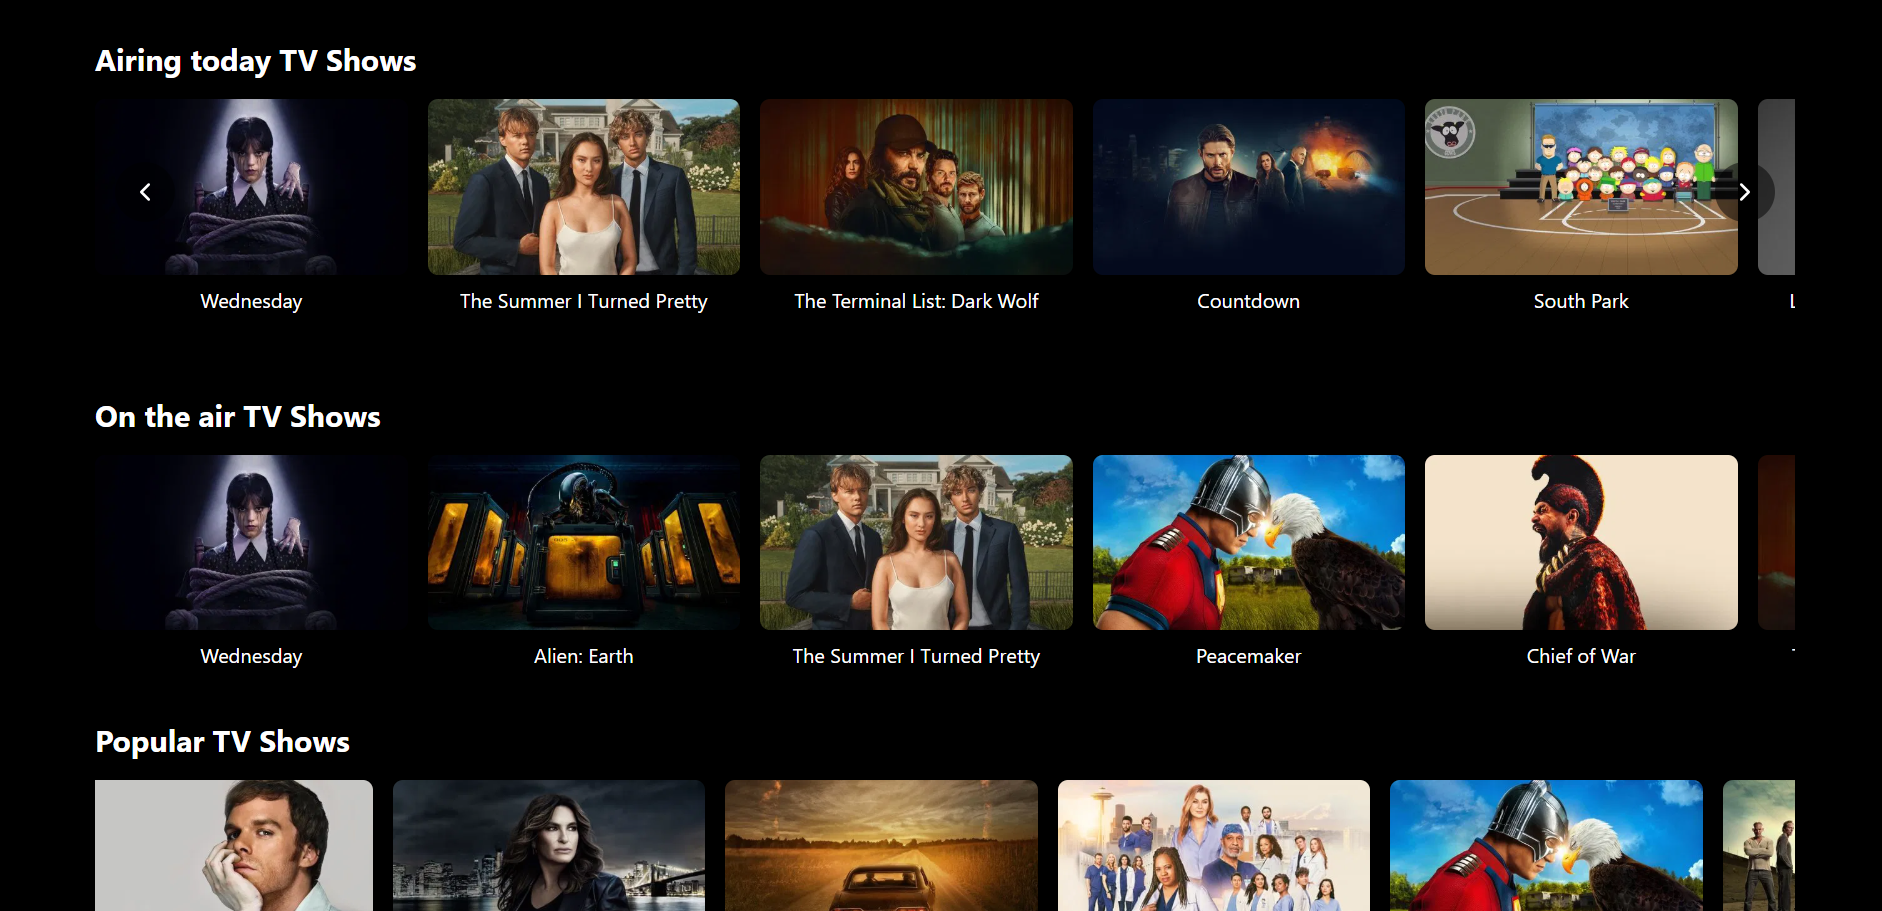 Airing today TV Shows
Wednesday
The Summer I Turned Pretty
The Terminal List: Dark Wolf
Countdown
South Park
L
On the air TV Shows
Wednesday
Alien: Earth
The Summer I Turned Pretty
Peacemaker
Chief of War
Popular TV Shows